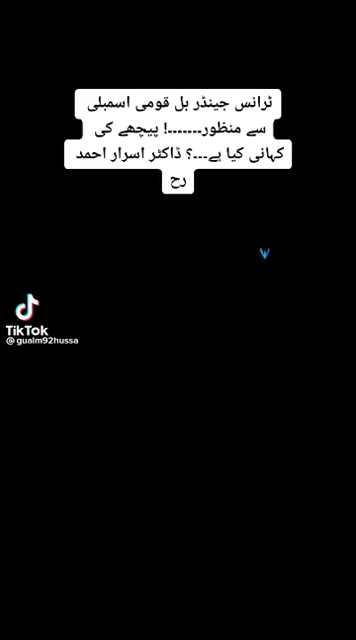 ٹرانس جینڈر بل قومی اسمبلی
سے منظور۔۔۔۔۔۔۔! پیچھے کی
کہانی کیا ہے۔۔۔؟ ڈاکٹر اسرار احمد
رح
TikTok
@gualm92hussa